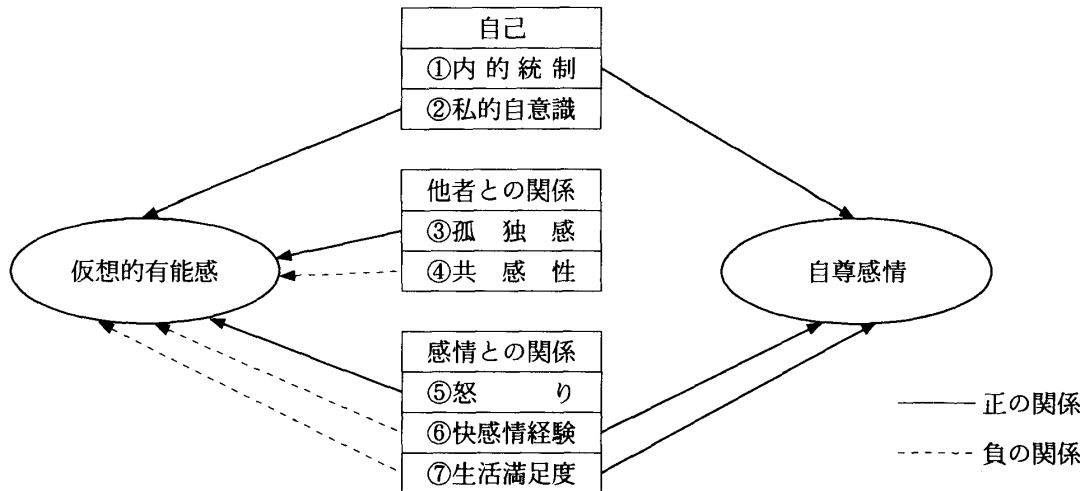 自己
①内的統制
②私的自意識
他者との関係
③孤独感
④共感性
仮想的有能感
自尊感情
感情との関係
⑤怒り
⑥快感情経験
⑦生活満足度
正の関係
負の関係